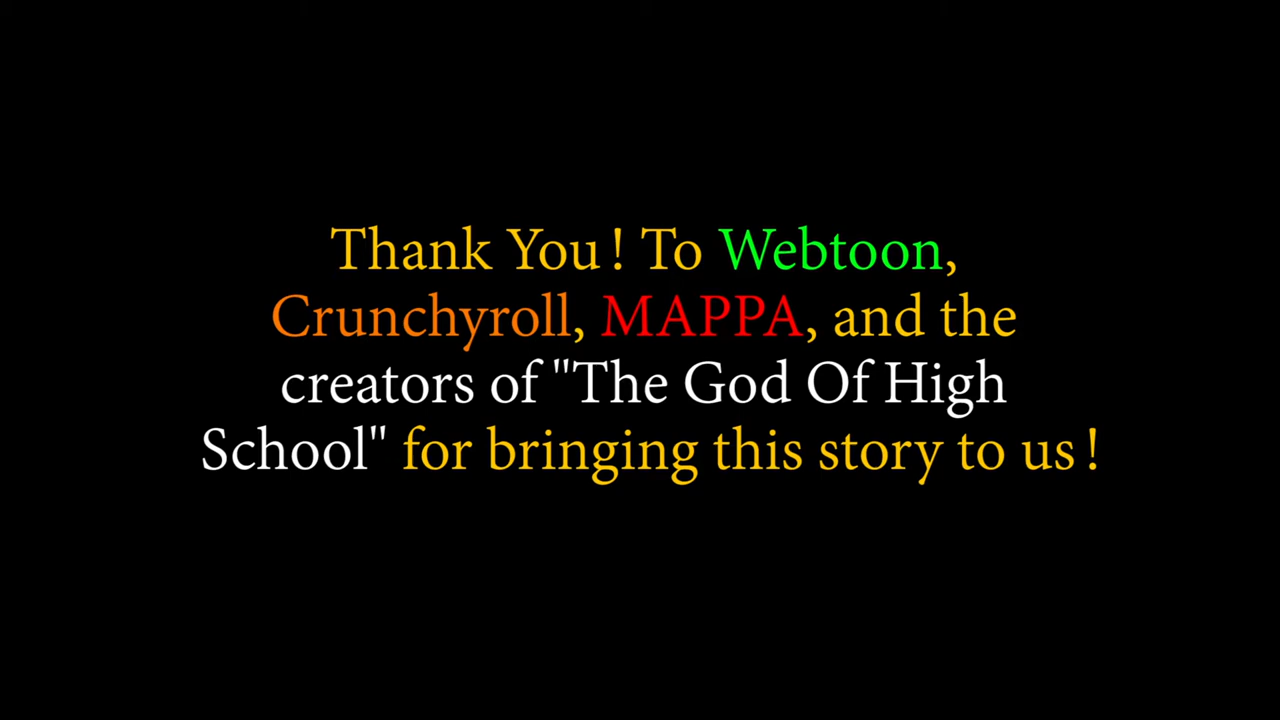 Thank You! To Webtoon,
Crunchyroll, MAPPA, and the
creators of "The God Of High
School" for bringing this story to us!